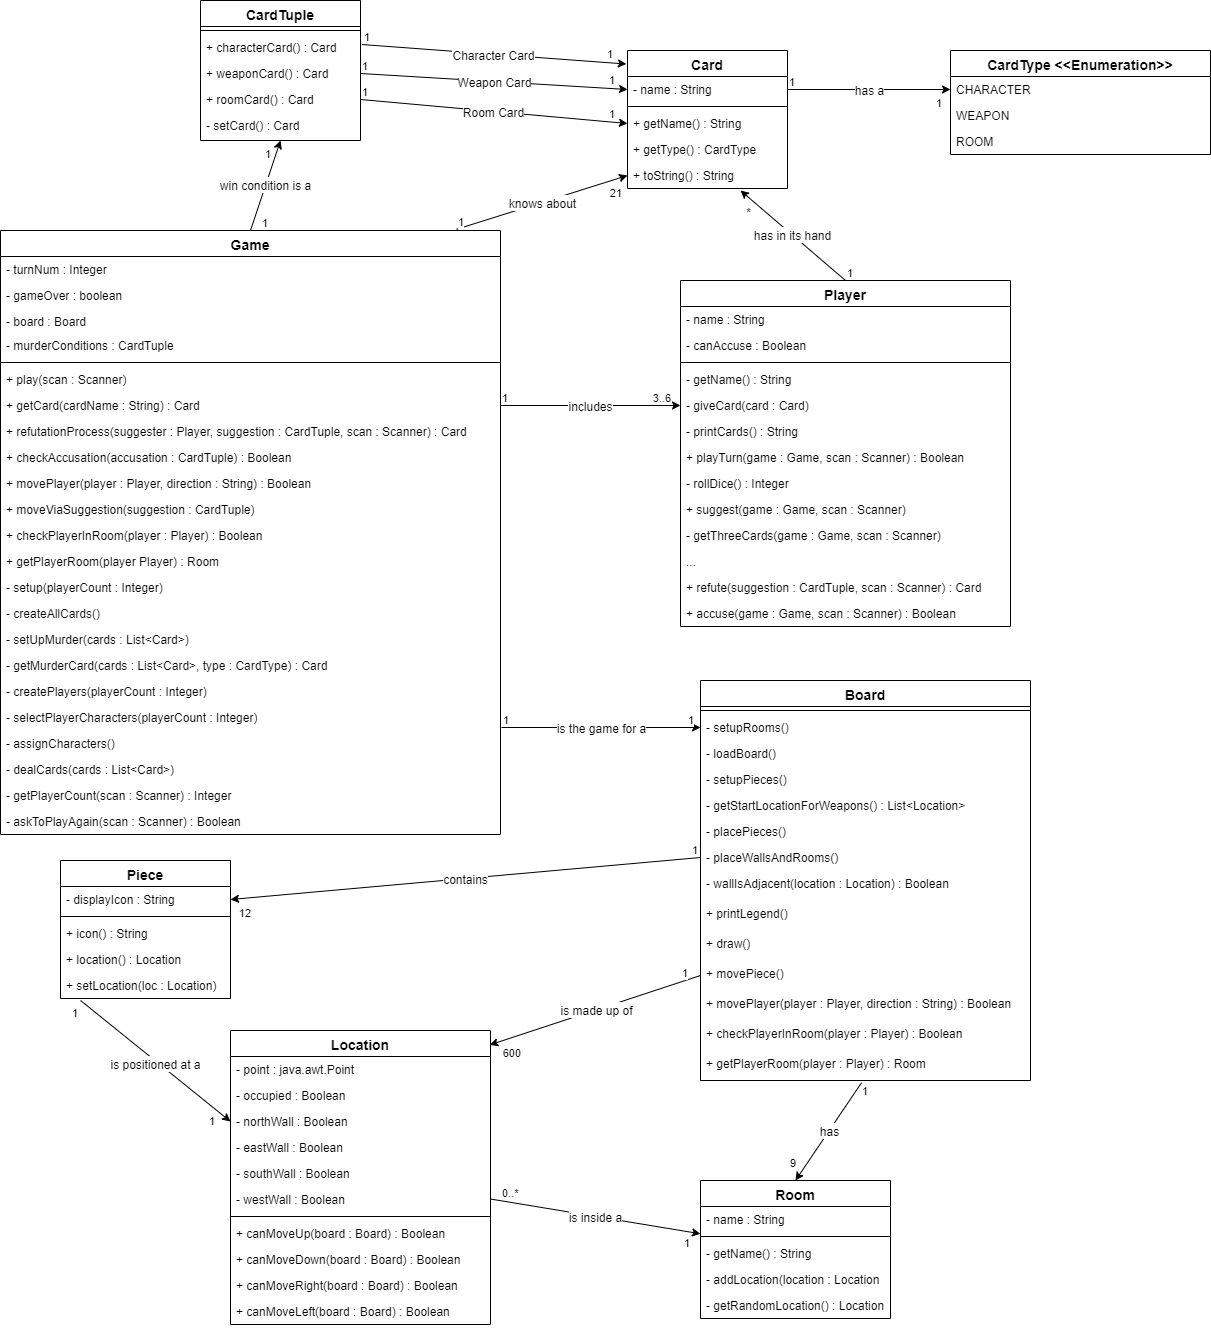 CardTuple
+ characterCard() : Card
+ weaponCard() : Card
+ roomCard() : Card
- setCard() : Card
1
Character Card
1
1
Weapon Card
1
1
Room Card
1
Card
- name : String
+ getName() : String
+ getType() : CardType
+ toString() : String
1
has a
1
CardType <<Enumeration>>
CHARACTER
WEAPON
ROOM
1
win condition is a
1
1
knows about
21
*
has in its hand
1
Game
- turnNum : Integer
- gameOver : boolean
- board : Board
- murderConditions : CardTuple
+ play(scan : Scanner)
+ getCard(cardName : String) : Card
+ refutationProcess(suggester : Player, suggestion : CardTuple, scan : Scanner) : Card
+ checkAccusation(accusation : CardTuple) : Boolean
+ movePlayer(player : Player, direction : String) : Boolean
+ moveViaSuggestion(suggestion : CardTuple)
+ checkPlayerInRoom(player : Player) : Boolean
+ getPlayerRoom(player Player) : Room
- setup(playerCount : Integer)
- createAllCards()
- setUpMurder(cards : List<Card>)
- getMurderCard(cards : List<Card>, type : CardType) : Card
- createPlayers(playerCount : Integer)
- selectPlayerCharacters(playerCount : Integer)
- assignCharacters()
- dealCards(cards : List<Card>)
- getPlayerCount(scan : Scanner) : Integer
- askToPlayAgain(scan : Scanner) : Boolean
1
includes
3..6
Player
- name : String
- canAccuse : Boolean
- getName() : String
- giveCard(card : Card)
- printCards() : String
+ playTurn(game : Game, scan : Scanner) : Boolean
- rollDice() : Integer
+ suggest(game : Game, scan : Scanner)
- getThreeCards(game : Game, scan : Scanner)
...
+ refute(suggestion : CardTuple, scan : Scanner) : Card
+ accuse(game : Game, scan : Scanner) : Boolean
1
is the game for a
1
Board
- setupRooms()
- loadBoard()
- setupPieces()
- getStartLocationForWeapons() : List<Location>
- placePieces()
- placeWallsAndRooms()
- wallIsAdjacent(location : Location) : Boolean
+ printLegend()
+ draw()
+ movePiece()
+ movePlayer(player : Player, direction : String) : Boolean
+ checkPlayerInRoom(player : Player) : Boolean
+ getPlayerRoom(player : Player) : Room
1
contains
12
Piece
- displayIcon : String
+ icon() : String
+ location() : Location
+ setLocation(loc : Location)
1
is made up of
600
1
is positioned at a
1
Location
- point : java.awt.Point
- occupied : Boolean
- northWall : Boolean
- eastWall : Boolean
- southWall : Boolean
- westWall : Boolean
+ canMoveUp(board : Board) : Boolean
+ canMoveDown(board : Board) : Boolean
+ canMoveRight(board : Board) : Boolean
+ canMoveLeft(board : Board) : Boolean
1
has
9
0..*
is inside a
1
Room
- name : String
- getName() : String
- addLocation(location : Location
- getRandomLocation() : Location